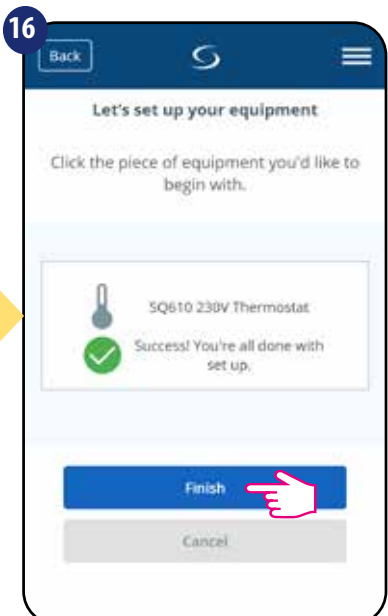 16
Back
Let's set up your equipment
Click the piece of equipment you'd like to
begin with.
SQ610 230V Thermostat
Success! You're all done with
set up.
Finish
Cancel